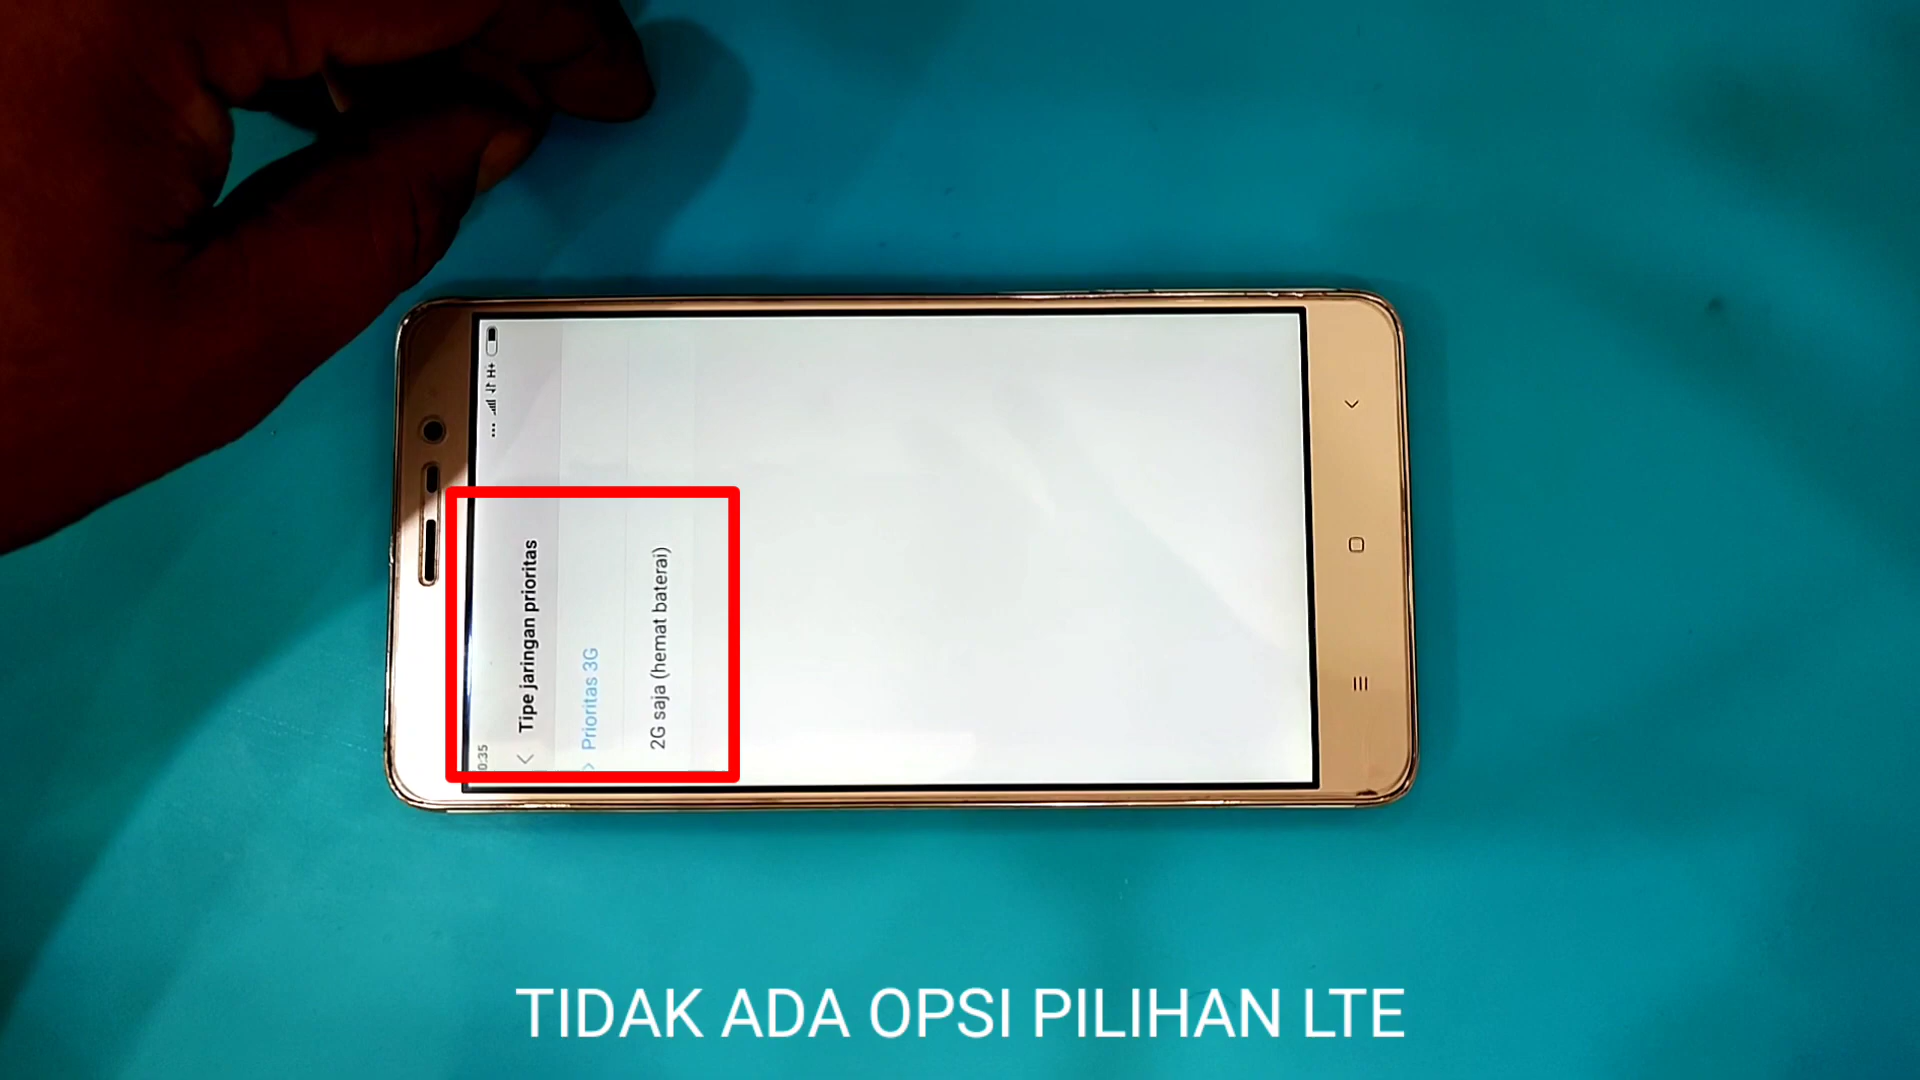 0:35
H+
Tipe jaringan prioritas
Prioritas 3G
2G saja (hemat baterai)
TIDAK ADA OPSI PILIHAN LTE